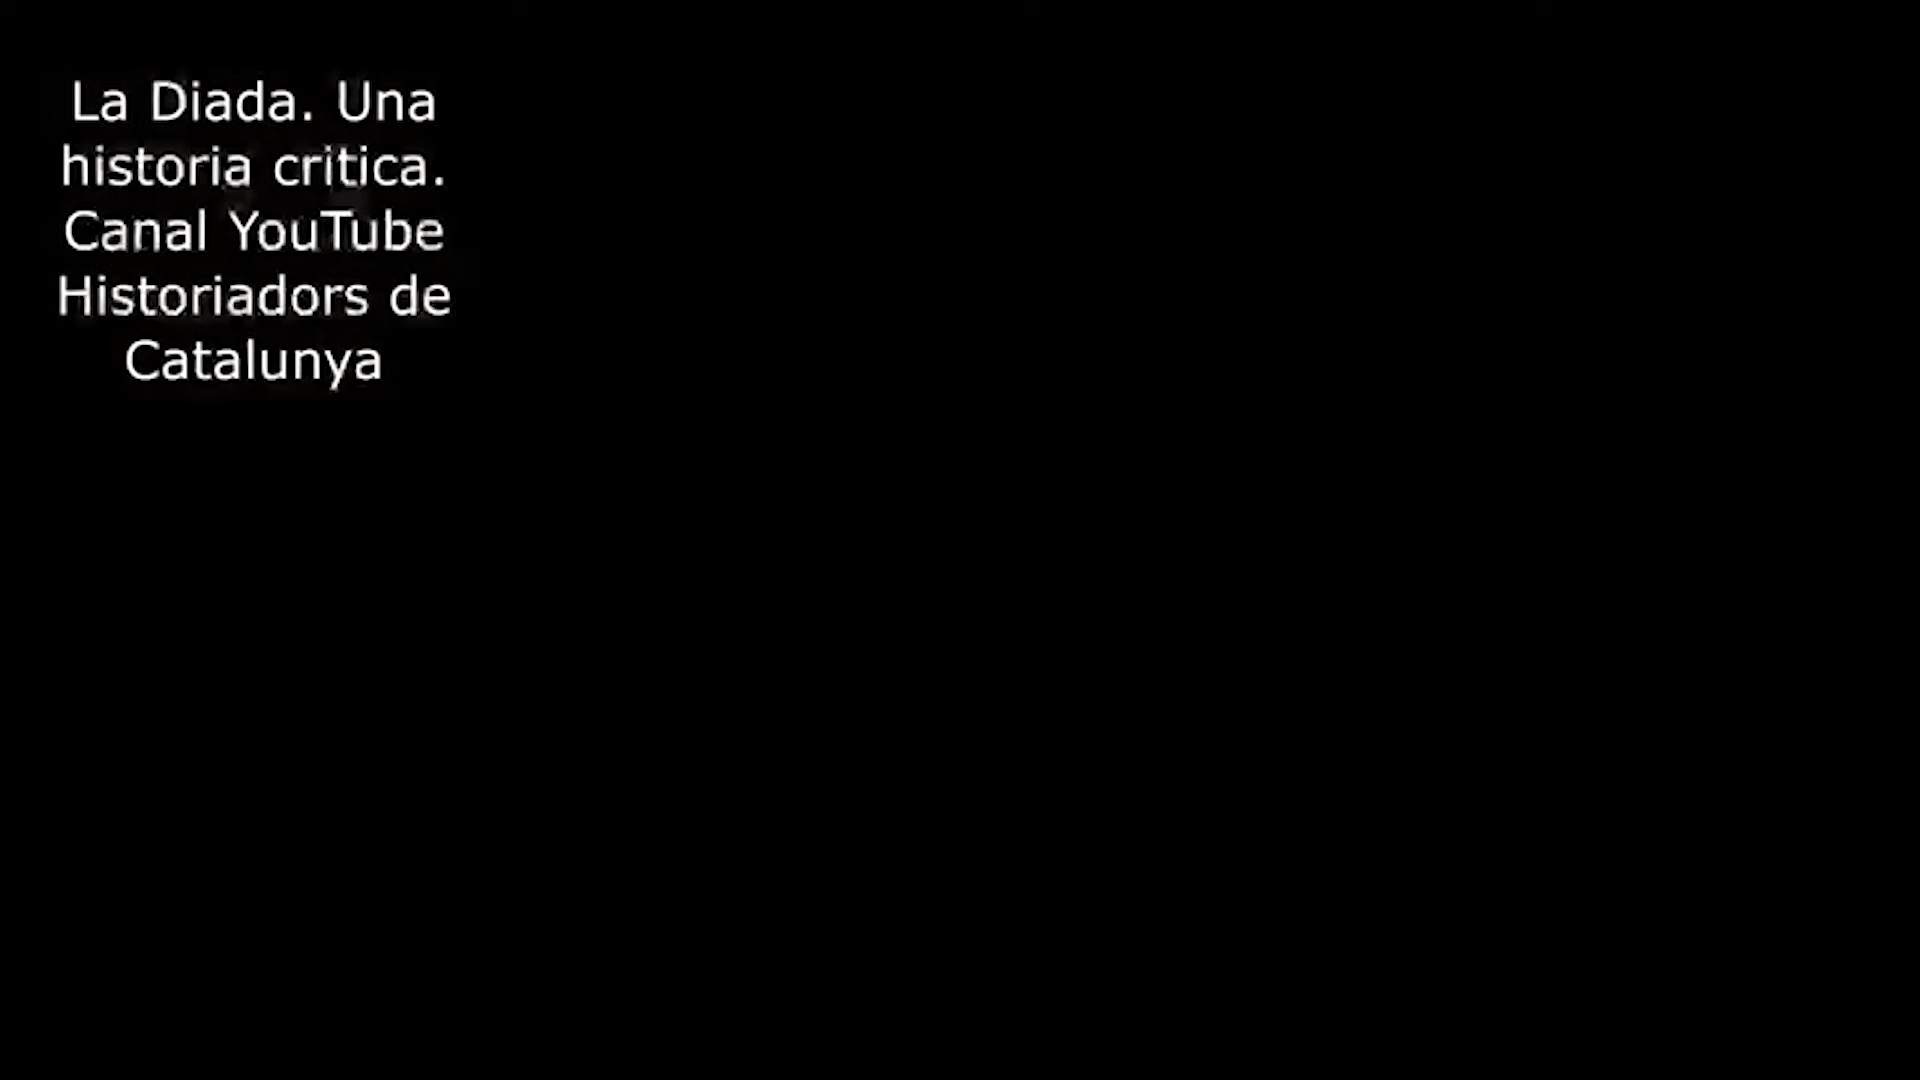 La Diada. Una
historia critica.
Canal YouTube
Historiadors de
Catalunya